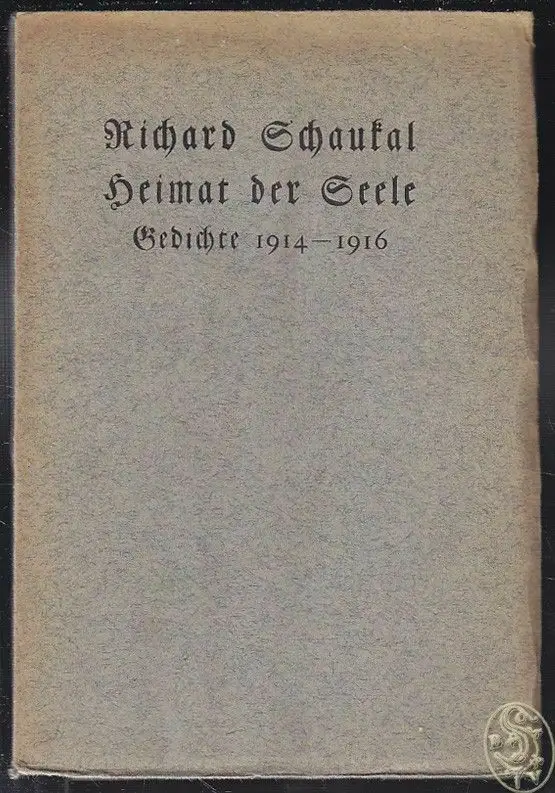 Richard Schaukal
Heimat der Seele
Gedichte 1914—1916